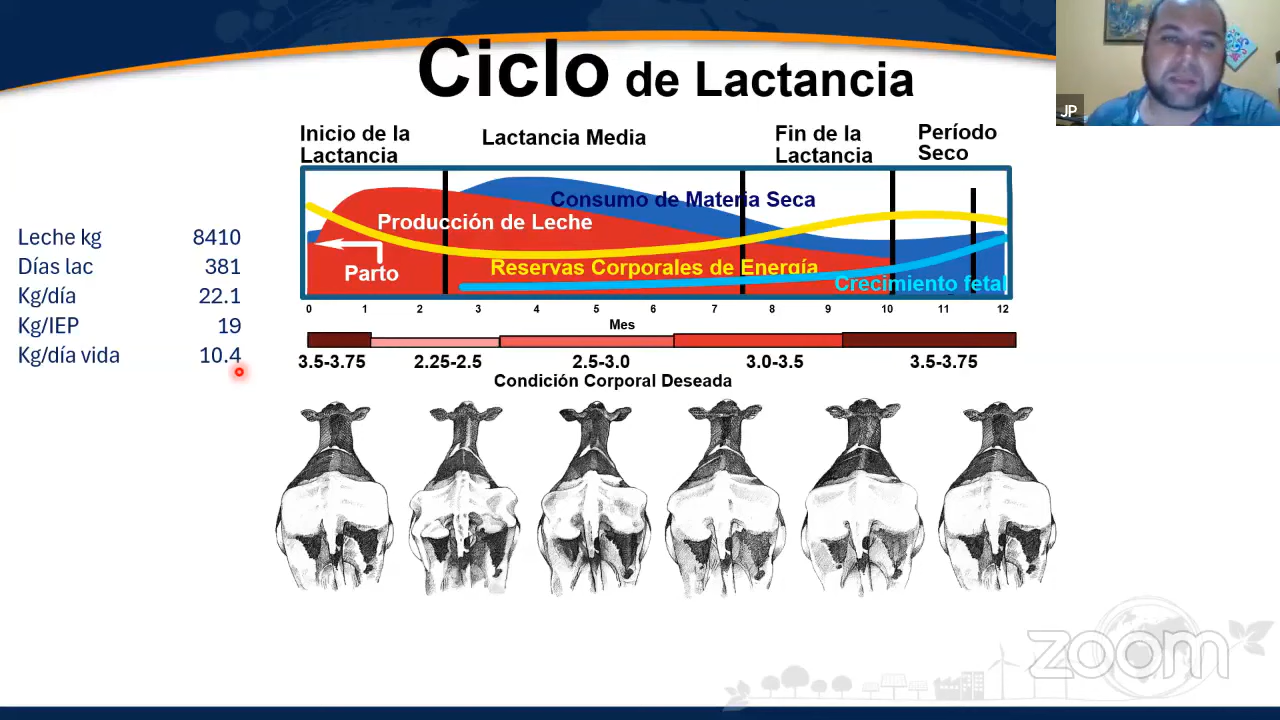 Ciclo de Lactancia
JP
Inicio de la
Lactancia
Lactancia Media
Fin de la
Lactancia
Período
Seco
Consumo de Materia Seca
Producción de Leche
Parto
Reservas Corporales de Energía
Crecimiento fetal
0 1 2 3 4 5 6 7 8 9 10 11 12
Mes
3.5-3.75 2.25-2.5 2.5-3.0 3.0-3.5 3.5-3.75
Condición Corporal Deseada
Leche kg 8410
Días lac 381
Kg/día 22.1
Kg/IEP 19
Kg/día vida 10.4
zoom